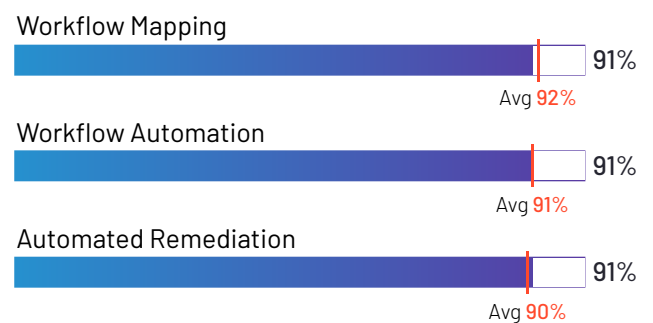 Workflow Mapping
91%
Avg 92%
Workflow Automation
91%
Avg 91%
Automated Remediation
91%
Avg 90%